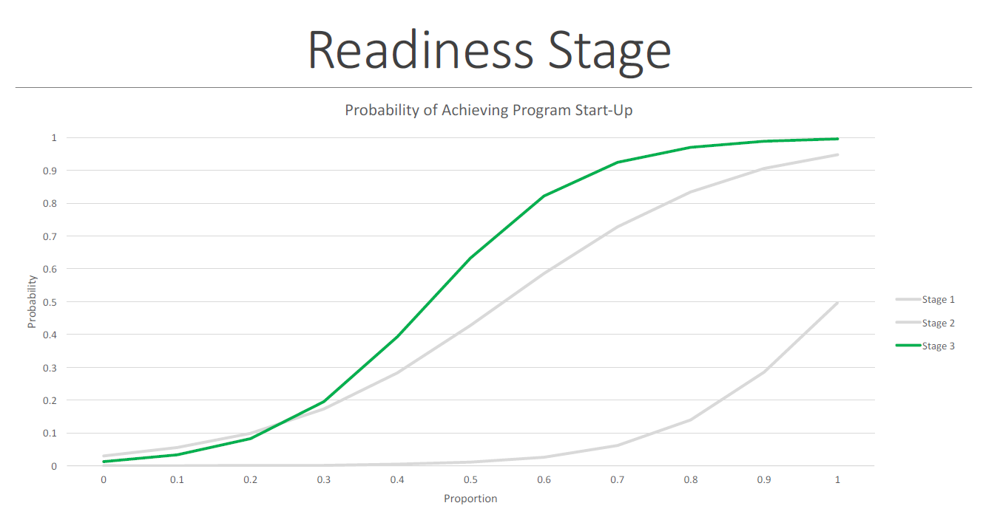 Readiness Stage
Probability of Achieving Program Start-Up
1
0.9
0.8
0.7
0.6
0.5
0.4
0.3
0.2
0.1
0
Probability
0 0.1 0.2 0.3 0.4 0.5 0.6 0.7 0.8 0.9 1
Proportion
Stage 1
Stage 2
Stage 3